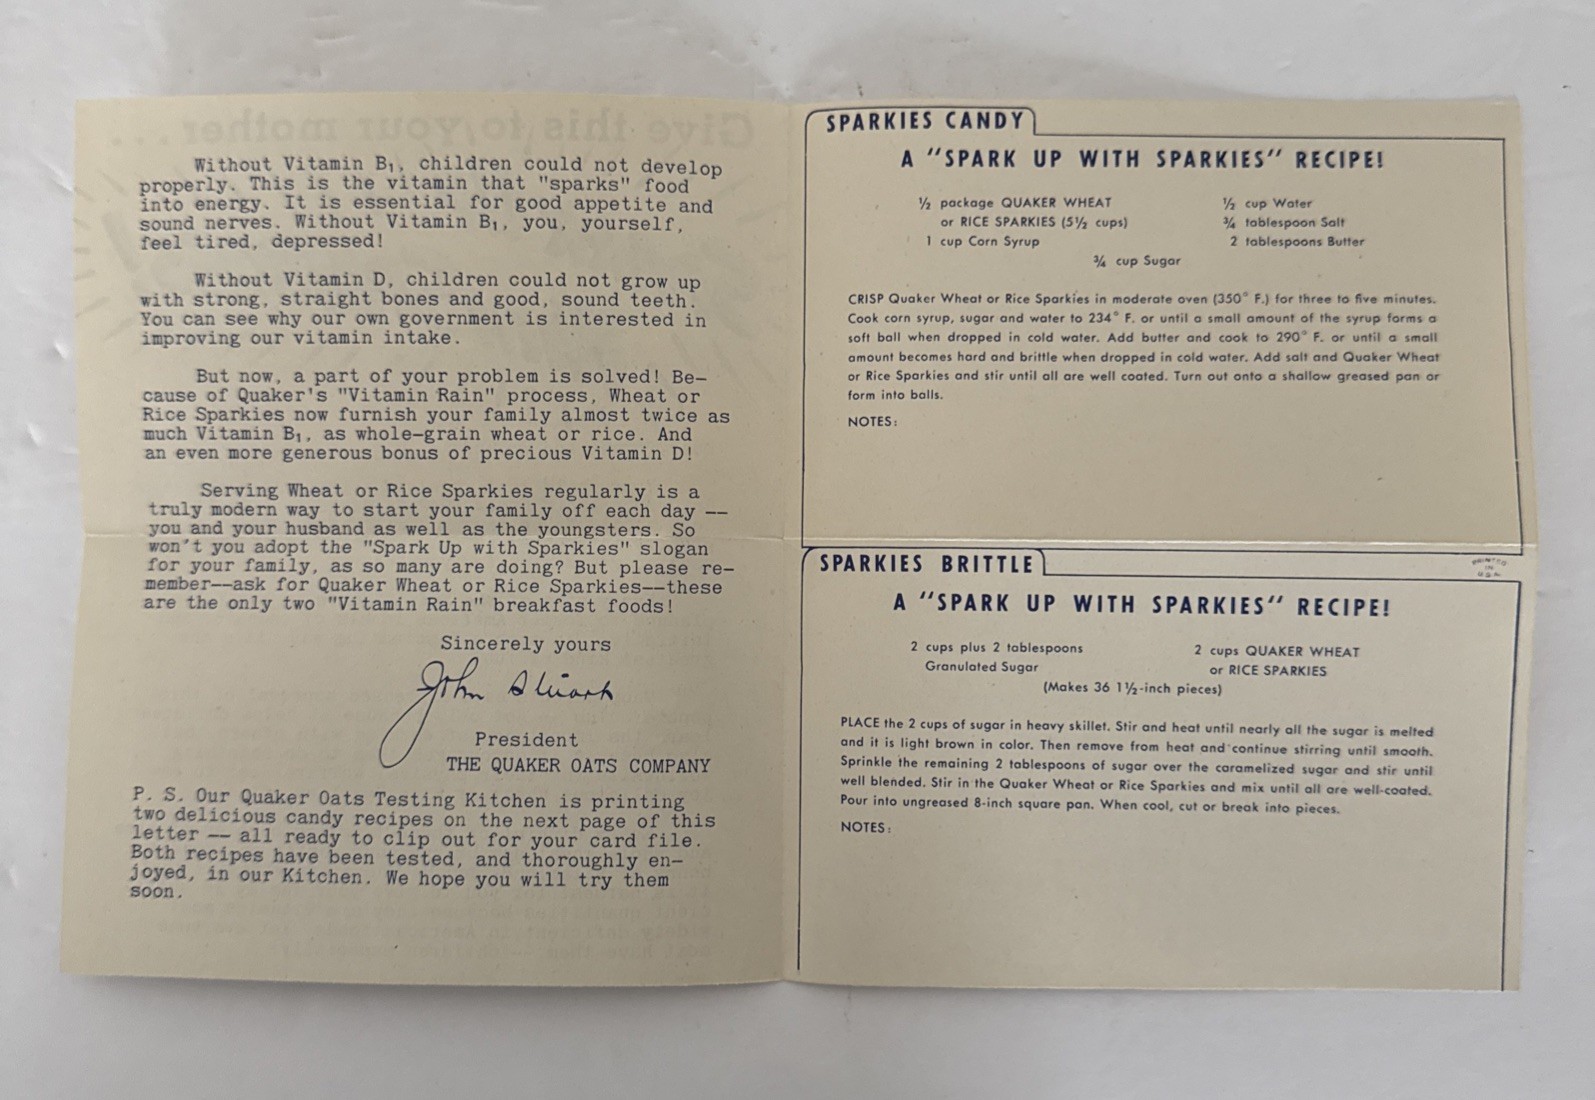 Give this to your mother...
Without Vitamin B₁, children could not develop
properly. This is the vitamin that "sparks" food
into energy. It is essential for good appetite and
sound nerves. Without Vitamin B₁, you, yourself,
feel tired, depressed!
Without Vitamin D, children could not grow up
with strong, straight bones and good, sound teeth.
You can see why our own government is interested in
improving our vitamin intake.
But now, a part of your problem is solved! Be-
cause of Quaker's "Vitamin Rain" process, Wheat or
Rice Sparkies now furnish your family almost twice as
much Vitamin B₁, as whole-grain wheat or rice. And
an even more generous bonus of precious Vitamin D!
Serving Wheat or Rice Sparkies regularly is a
truly modern way to start your family off each day --
you and your husband as well as the youngsters. So
won't you adopt the "Spark Up with Sparkies" slogan
for your family, as so many are doing? But please re-
member--ask for Quaker Wheat or Rice Sparkies--these
are the only two "Vitamin Rain" breakfast foods!
Sincerely yours
John Stuart
President
THE QUAKER OATS COMPANY
P. S. Our Quaker Oats Testing Kitchen is printing
two delicious candy recipes on the next page of this
letter -- all ready to clip out for your card file.
Both recipes have been tested, and thoroughly en-
joyed, in our Kitchen. We hope you will try them
soon.
SPARKIES CANDY
A "SPARK UP WITH SPARKIES" RECIPE!
½ package QUAKER WHEAT
or RICE SPARKIES (5½ cups)
1 cup Corn Syrup
½ cup Water
¾ tablespoon Salt
2 tablespoons Butter
¾ cup Sugar
CRISP Quaker Wheat or Rice Sparkies in moderate oven (350° F.) for three to five minutes.
Cook corn syrup, sugar and water to 234° F. or until a small amount of the syrup forms a
soft ball when dropped in cold water. Add butter and cook to 290° F. or until a small
amount becomes hard and brittle when dropped in cold water. Add salt and Quaker Wheat
or Rice Sparkies and stir until all are well coated. Turn out onto a shallow greased pan or
form into balls.
NOTES:
PRINTED
IN
U.S.A.
SPARKIES BRITTLE
A "SPARK UP WITH SPARKIES" RECIPE!
2 cups plus 2 tablespoons
Granulated Sugar
2 cups QUAKER WHEAT
or RICE SPARKIES
(Makes 36 1½-inch pieces)
PLACE the 2 cups of sugar in heavy skillet. Stir and heat until nearly all the sugar is melted
and it is light brown in color. Then remove from heat and continue stirring until smooth.
Sprinkle the remaining 2 tablespoons of sugar over the caramelized sugar and stir until
well blended. Stir in the Quaker Wheat or Rice Sparkies and mix until all are well-coated.
Pour into ungreased 8-inch square pan. When cool, cut or break into pieces.
NOTES: